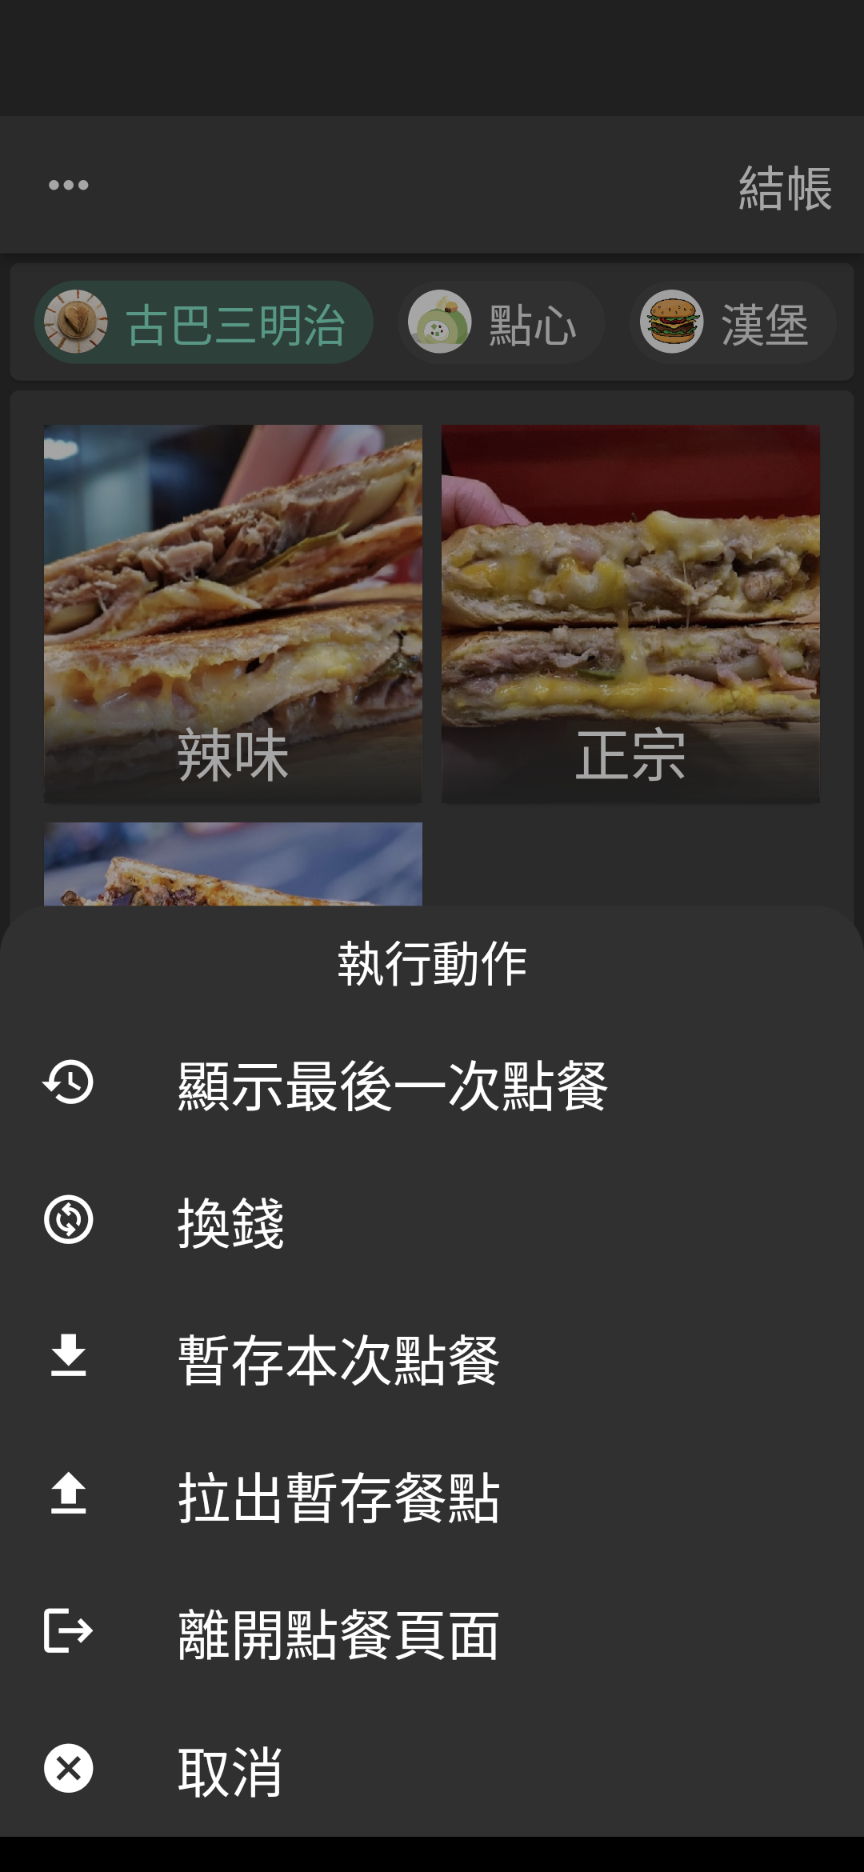 結帳
古巴三明治
點心
漢堡
辣味
正宗
執行動作
顯示最後一次點餐
換錢
暫存本次點餐
拉出暫存餐點
離開點餐頁面
取消